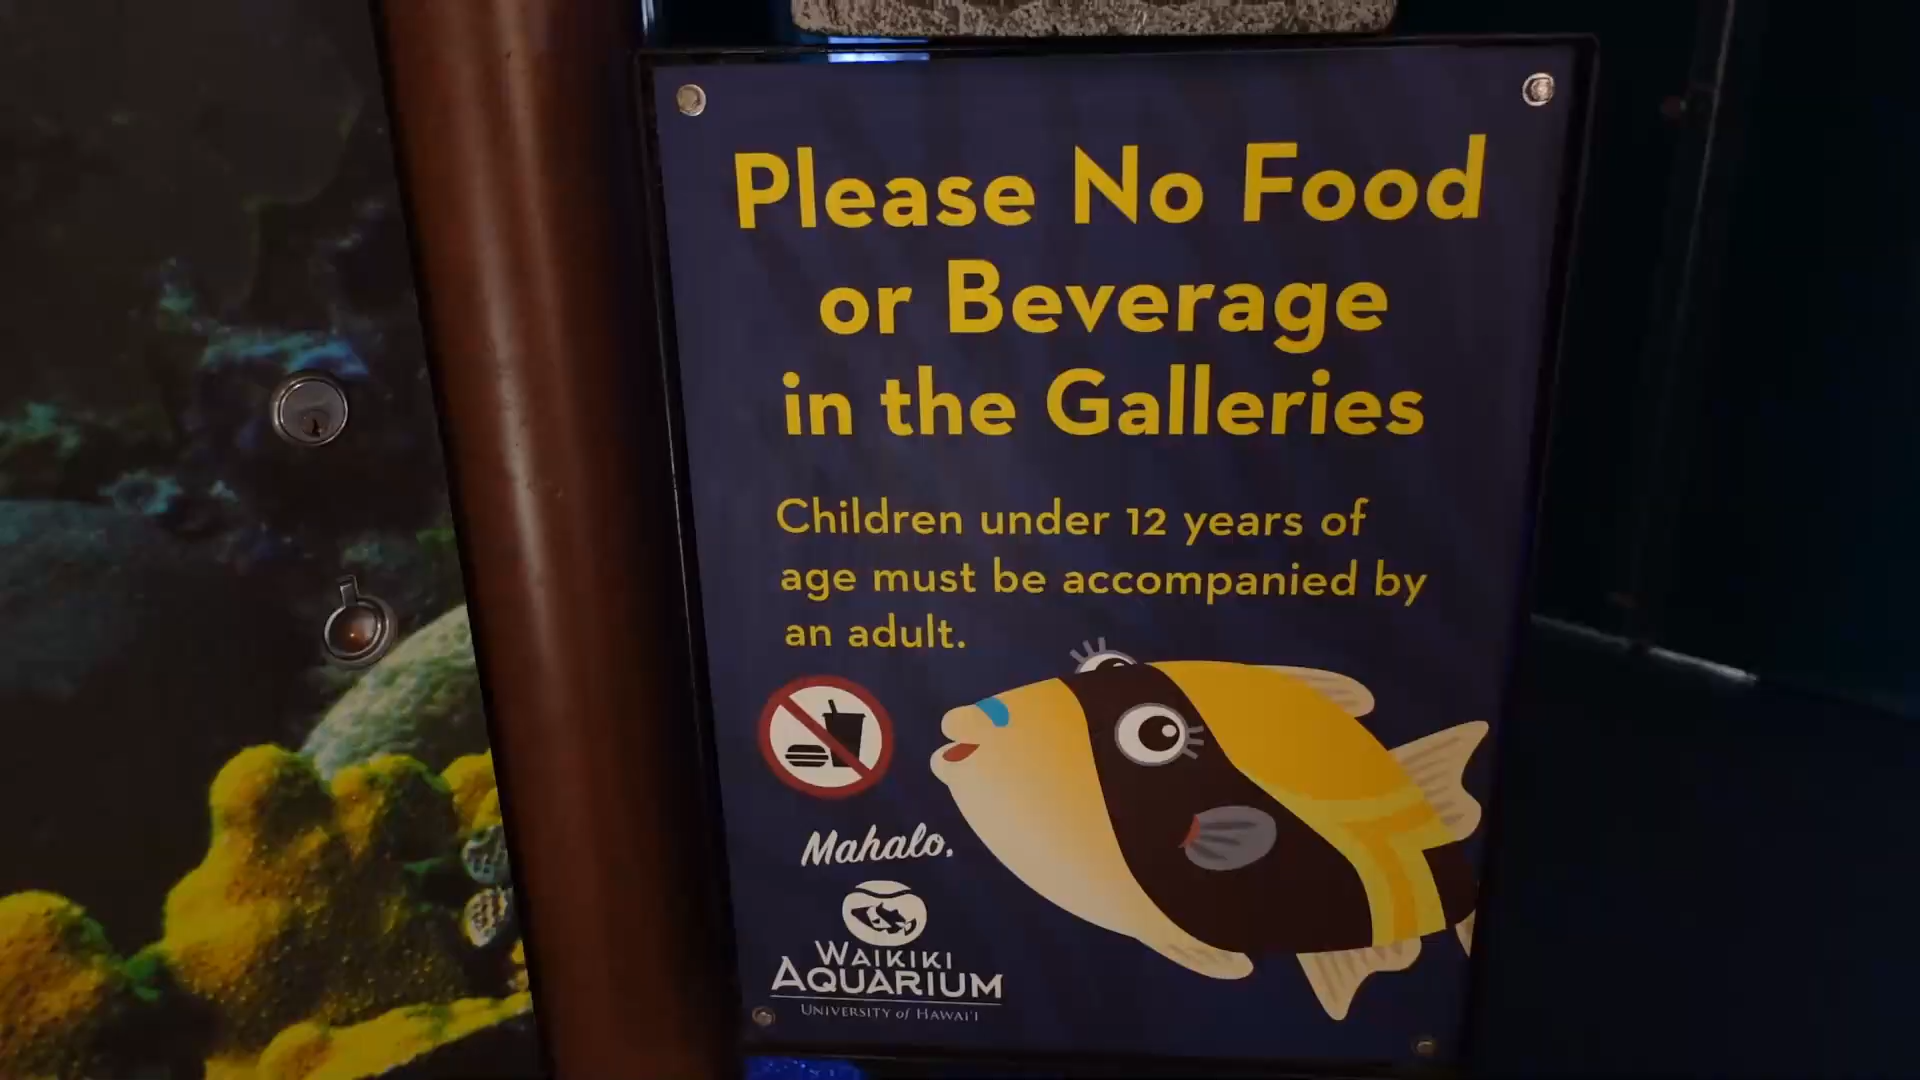 Please No Food
or Beverage
in the Galleries
Children under 12 years of
age must be accompanied by
an adult.
Mahalo,
WAIKIKI
AQUARIUM
UNIVERSITY of HAWAI'I